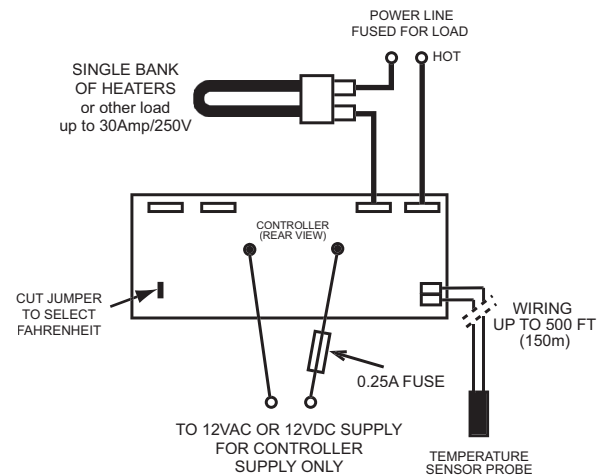 POWER LINE
FUSED FOR LOAD
HOT
SINGLE BANK
OF HEATERS
or other load
up to 30Amp/250V
CONTROLLER
(REAR VIEW)
CUT JUMPER
TO SELECT
FAHRENHEIT
WIRING
UP TO 500 FT
(150m)
0.25A FUSE
TO 12VAC OR 12VDC SUPPLY
FOR CONTROLLER
SUPPLY ONLY
TEMPERATURE
SENSOR PROBE